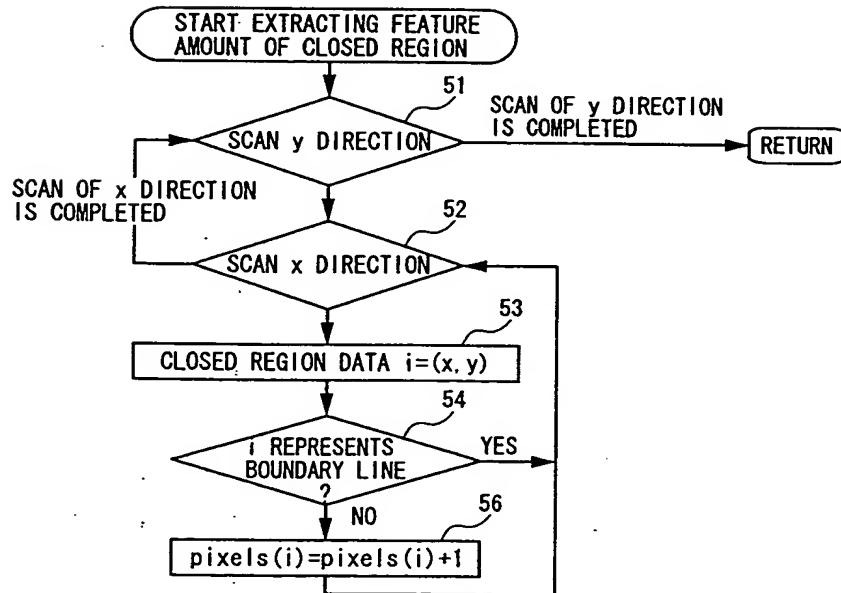 START EXTRACTING FEATURE
AMOUNT OF CLOSED REGION
51
SCAN y DIRECTION
SCAN OF y DIRECTION
IS COMPLETED
RETURN
SCAN OF x DIRECTION
IS COMPLETED
52
SCAN x DIRECTION
53
CLOSED REGION DATA i=(x, y)
54
i REPRESENTS
BOUNDARY LINE
?
YES
NO
56
pixels(i)=pixels(i)+1